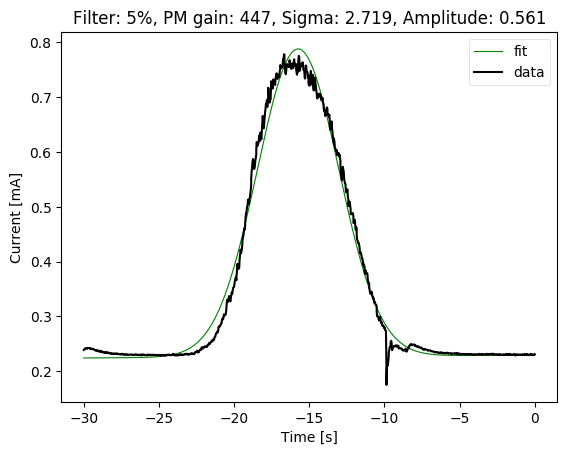 Filter: 5%, PM gain: 447, Sigma: 2.719, Amplitude: 0.561
fit
data
0.8
0.7
0.6
0.5
0.4
0.3
0.2
Current [mA]
−30
−25
−20
−15
−10
−5
0
Time [s]